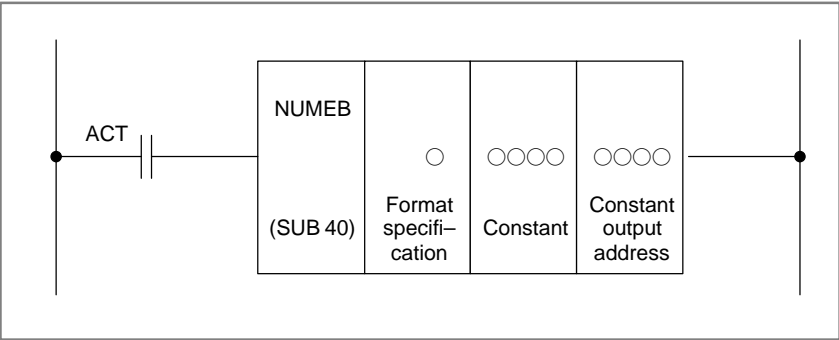 ACT
NUMEB
(SUB 40)
○
Format
specifi–
cation
○○○○
Constant
○○○○
Constant
output
address